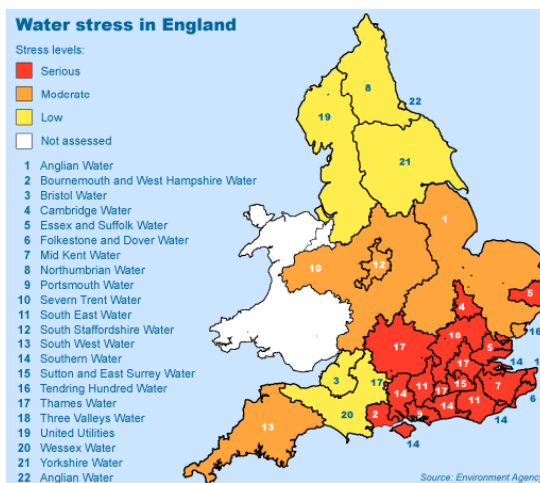 Water stress in England
Stress levels:
Serious
Moderate
Low
Not assessed
1 Anglian Water
2 Bournemouth and West Hampshire Water
3 Bristol Water
4 Cambridge Water
5 Essex and Suffolk Water
6 Folkestone and Dover Water
7 Mid Kent Water
8 Northumbrian Water
9 Portsmouth Water
10 Severn Trent Water
11 South East Water
12 South Staffordshire Water
13 South West Water
14 Southern Water
15 Sutton and East Surrey Water
16 Tendring Hundred Water
17 Thames Water
18 Three Valleys Water
19 United Utilities
20 Wessex Water
21 Yorkshire Water
22 Anglian Water
8
22
19
21
1
10
12
5
4
16
18
5
17
14
17
3
17
11
17
15
7
14
6
2
14
11
20
14
13
14
Source: Environment Agency